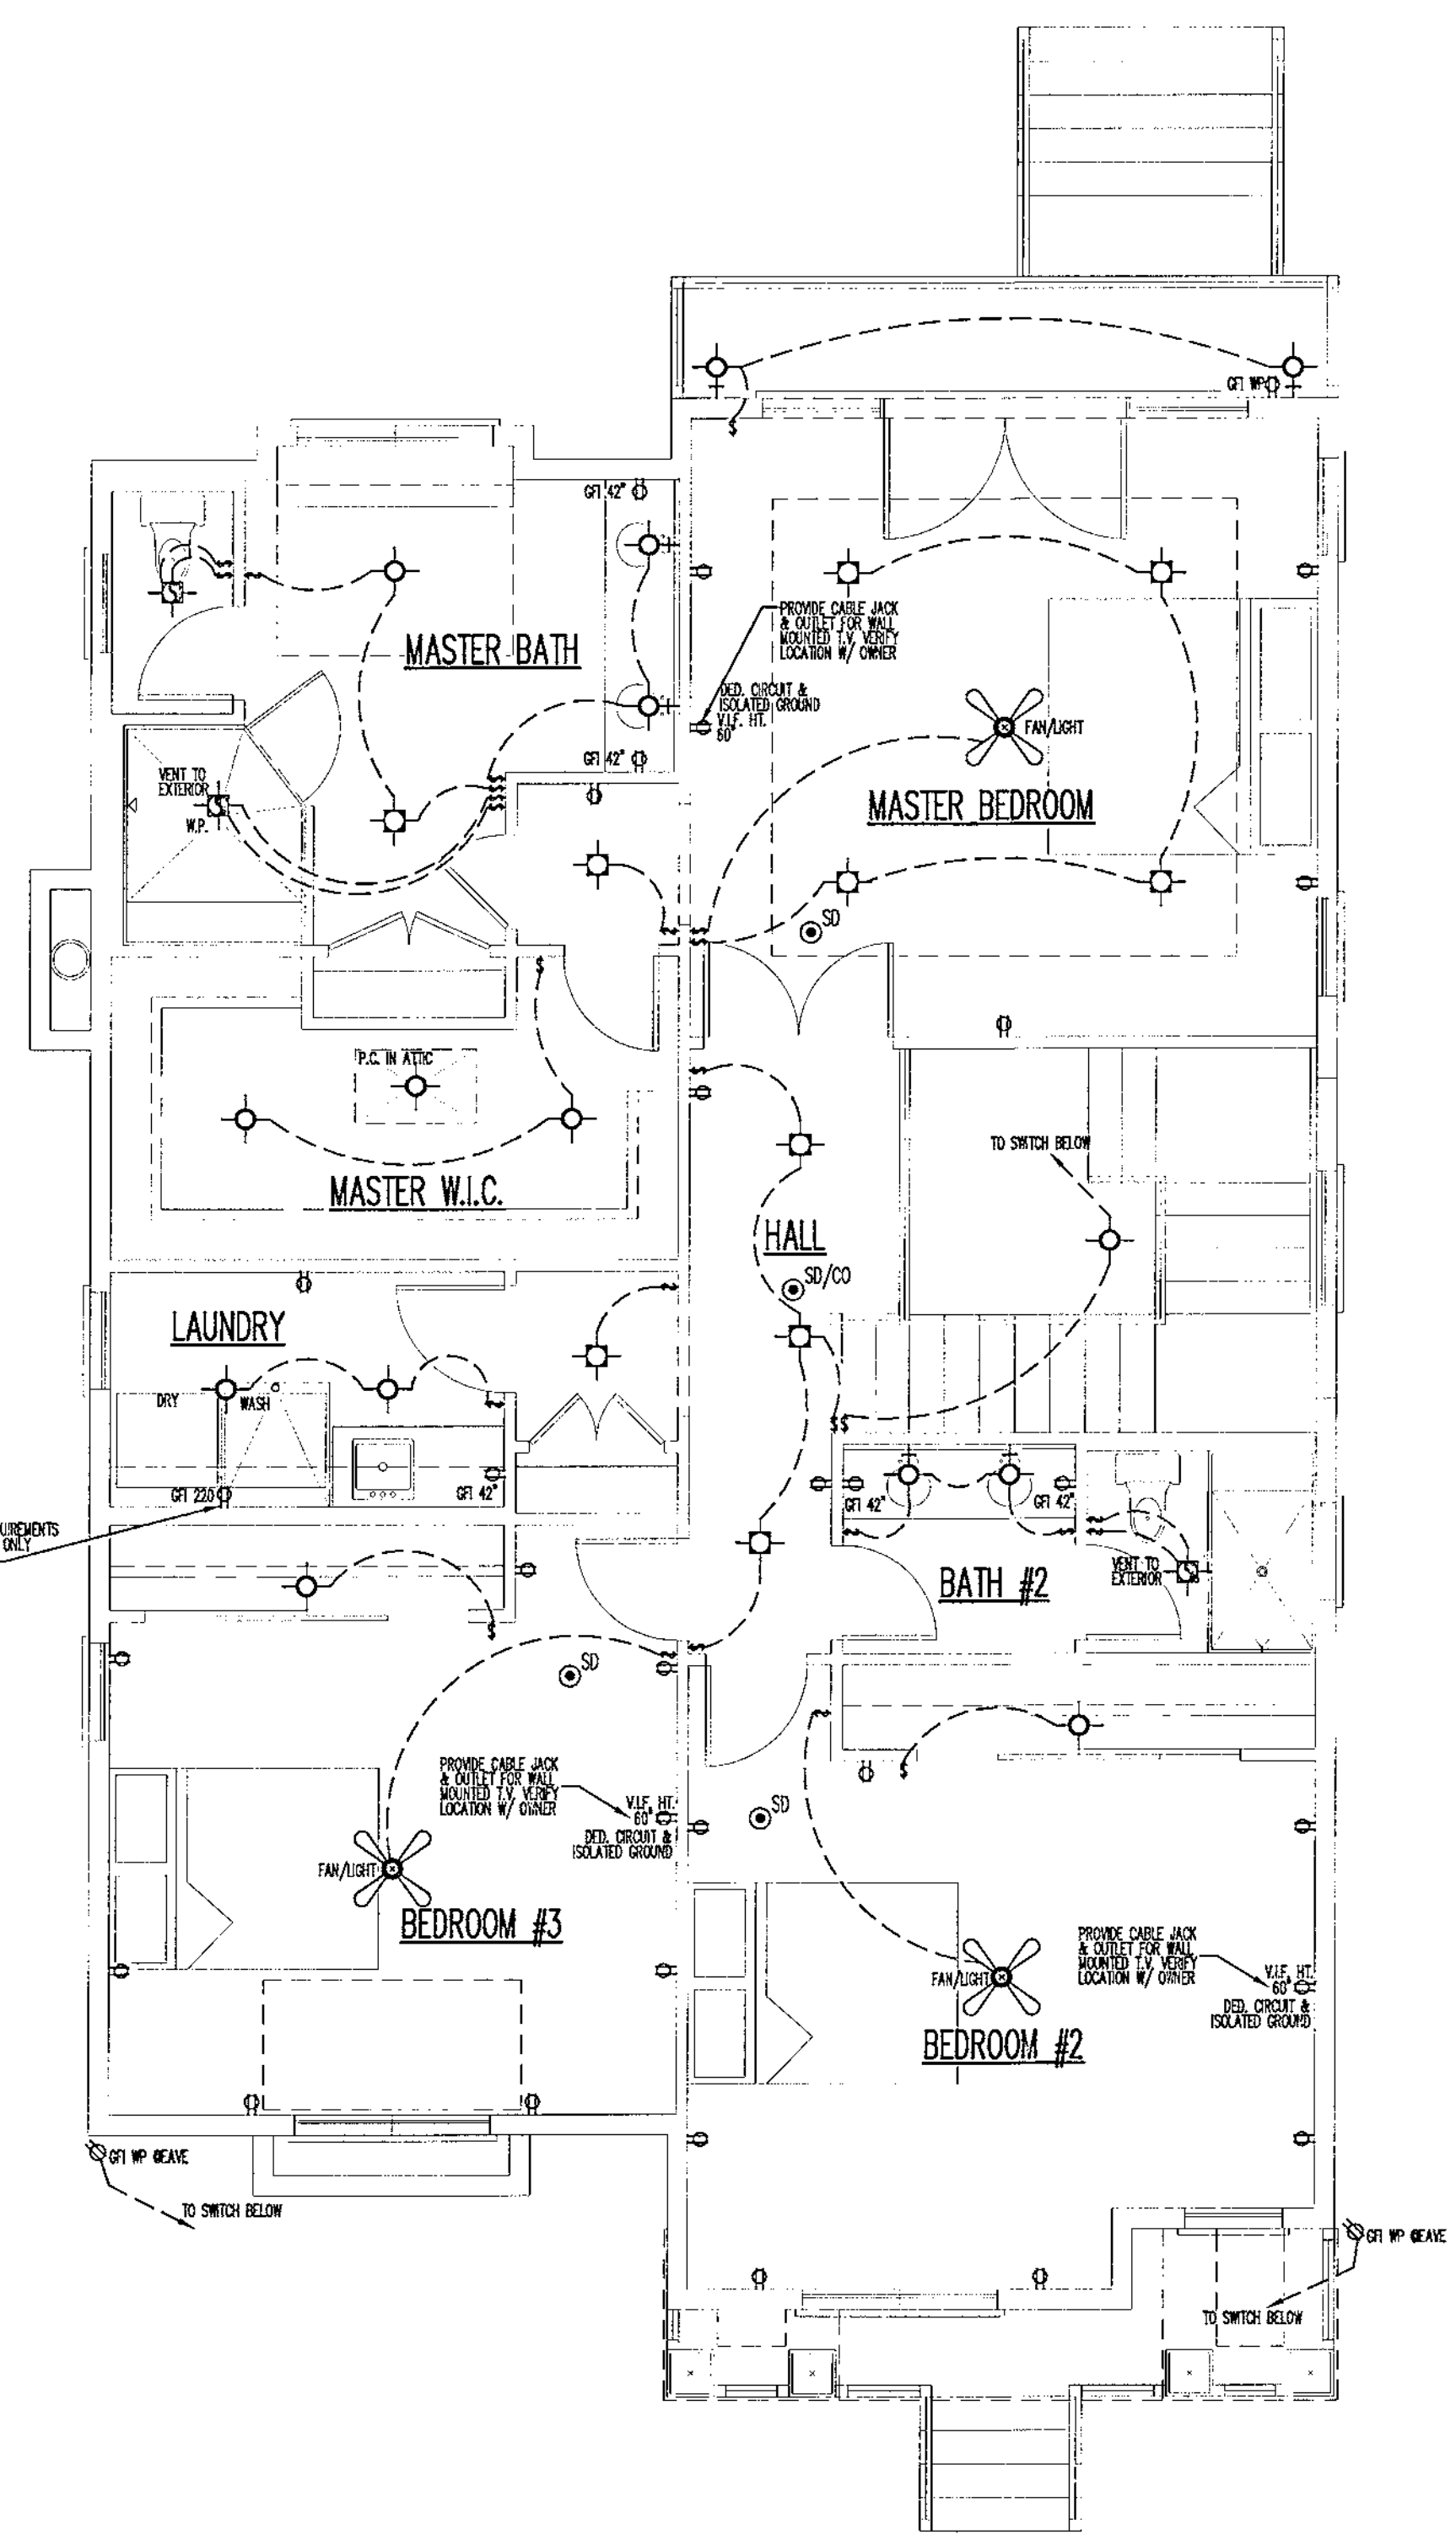 GFI WP
GFI 42"
MASTER BATH
PROVIDE CABLE JACK
& OUTLET FOR WALL
MOUNTED T.V. VERIFY
LOCATION W/ OWNER
DED. CIRCUIT &
ISOLATED GROUND
V.I.F. HT.
60"
FAN/LIGHT
GFI 42"
VENT TO
EXTERIOR
W.P.
MASTER BEDROOM
SD
P.C. IN ATTIC
TO SWITCH BELOW
MASTER W.I.C.
HALL
SD/CO
LAUNDRY
DRY
WASH
GFI 220
GFI 42"
GFI 42"
GFI 42"
UIREMENTS
ONLY
VENT TO
EXTERIOR
BATH #2
SD
PROVIDE CABLE JACK
& OUTLET FOR WALL
MOUNTED T.V. VERIFY
LOCATION W/ OWNER
V.I.F. HT.
60"
DED. CIRCUIT &
ISOLATED GROUND
SD
FAN/LIGHT
BEDROOM #3
PROVIDE CABLE JACK
& OUTLET FOR WALL
MOUNTED T.V. VERIFY
LOCATION W/ OWNER
V.I.F. HT.
60"
DED. CIRCUIT &
ISOLATED GROUND
FAN/LIGHT
BEDROOM #2
GFI WP @EAVE
TO SWITCH BELOW
GFI WP @EAVE
TO SWITCH BELOW